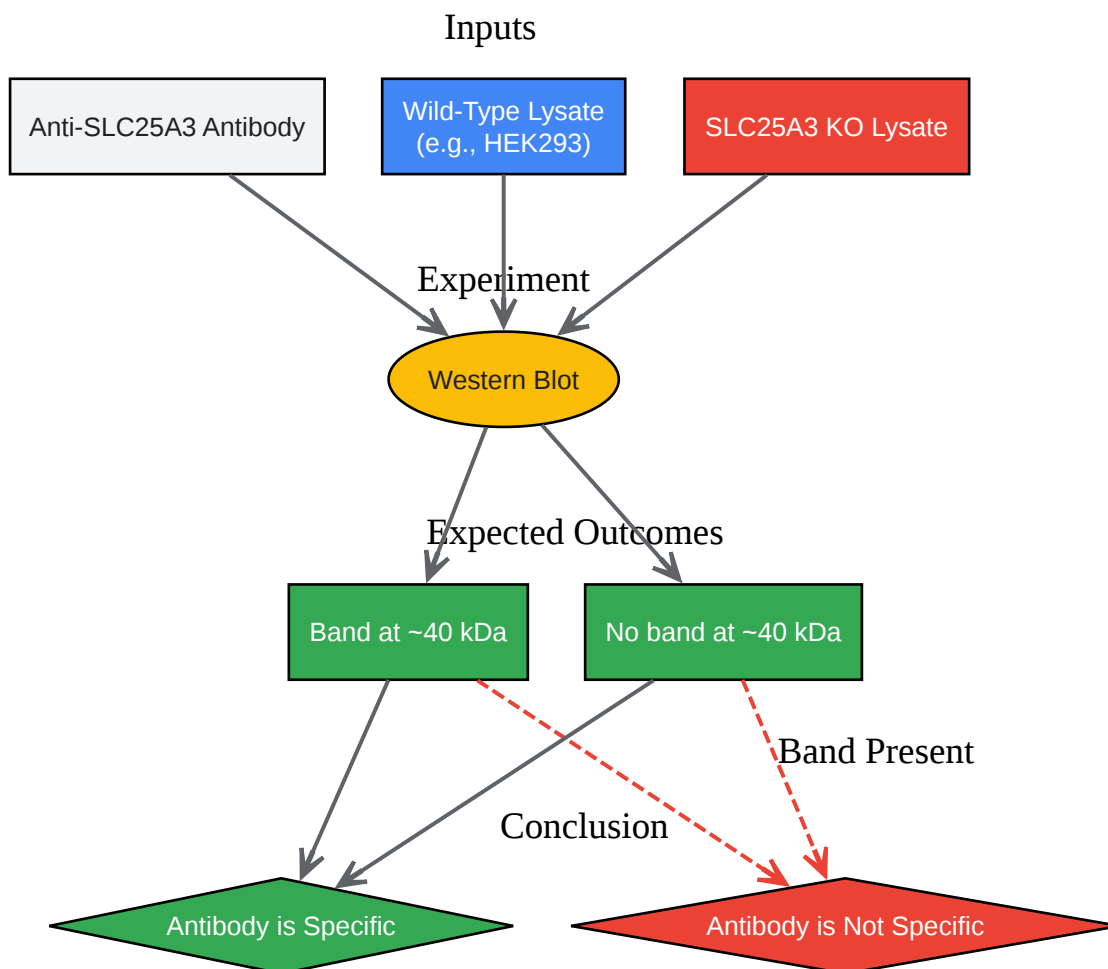 Inputs
Anti-SLC25A3 Antibody
Wild-Type Lysate
(e.g., HEK293)
SLC25A3 KO Lysate
Experiment
Western Blot
Expected Outcomes
Band at ~40 kDa
No band at ~40 kDa
Band Present
Conclusion
Antibody is Specific
Antibody is Not Specific